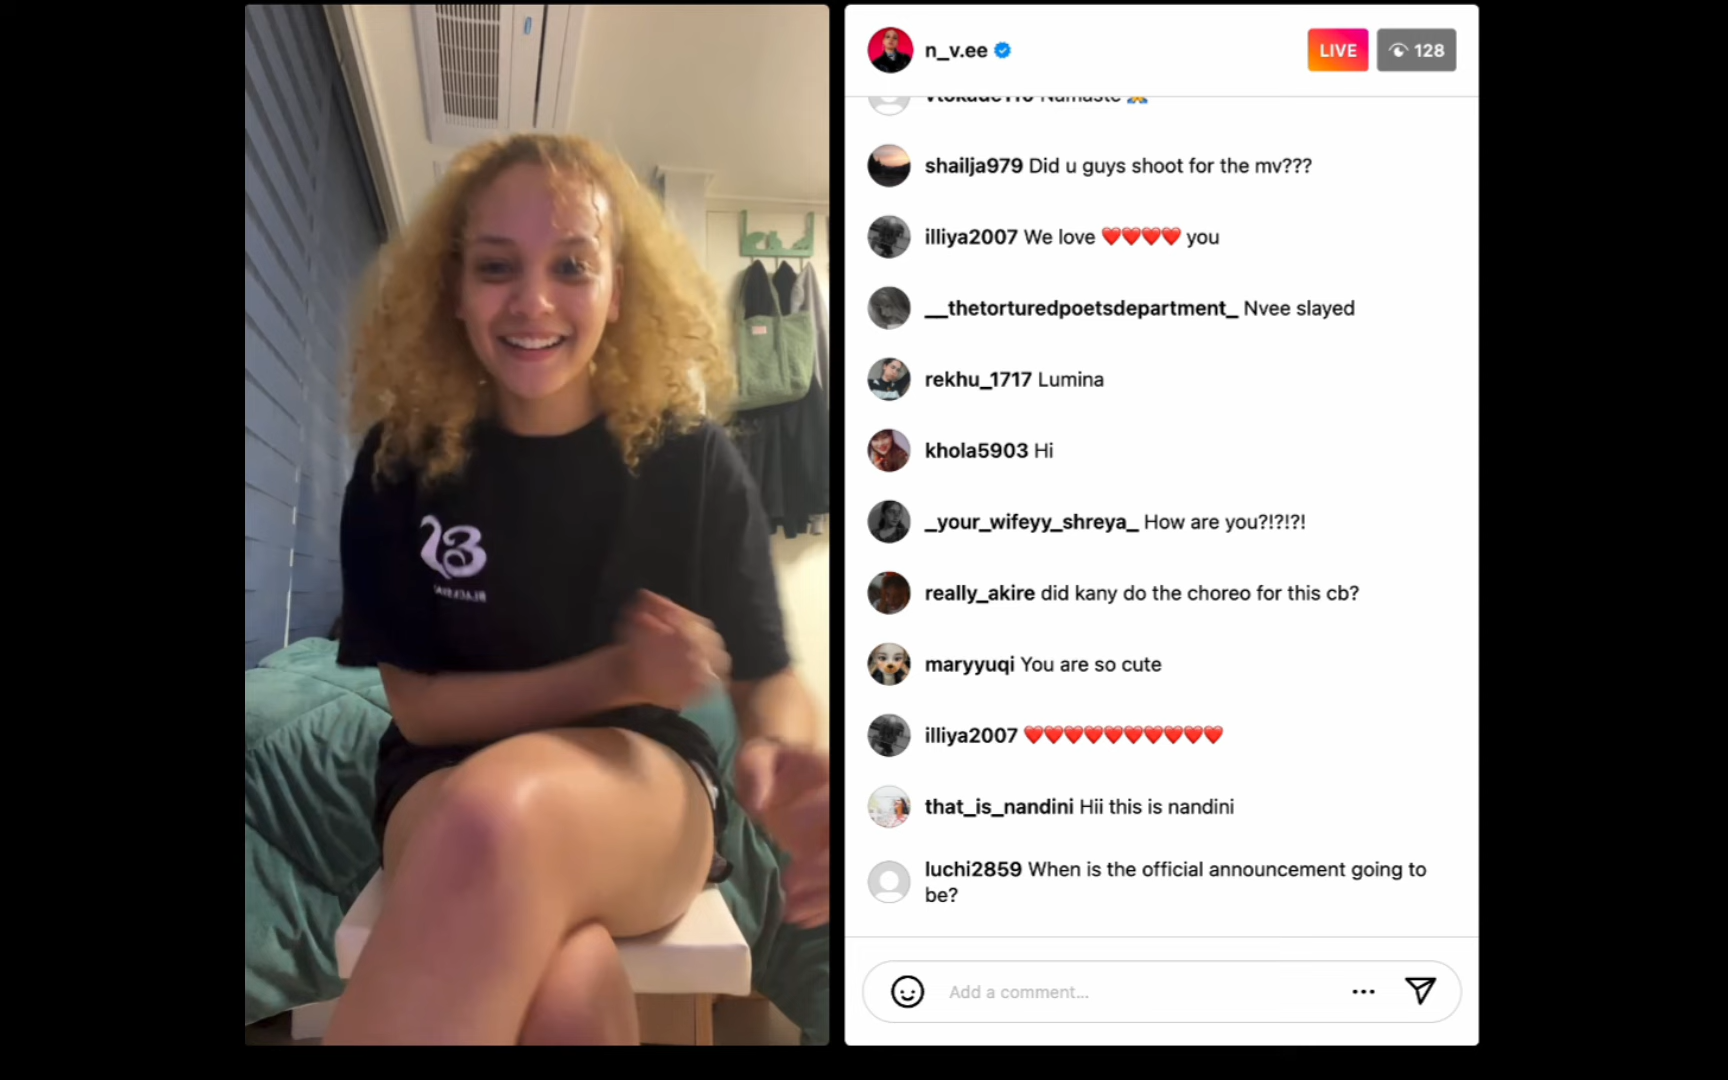 n_v.ee
LIVE
128
vtokade110 Namaste 🙏
shailja979 Did u guys shoot for the mv???
illiya2007 We love ❤️❤️❤️❤️ you
__thetorturedpoetsdepartment_ Nvee slayed
rekhu_1717 Lumina
khola5903 Hi
_your_wifeyy_shreya_ How are you?!?!?!
really_akire did kany do the choreo for this cb?
maryyuqi You are so cute
illiya2007 ❤️❤️❤️❤️❤️❤️❤️❤️❤️❤️
that_is_nandini Hii this is nandini
luchi2859 When is the official announcement going to
be?
Add a comment...